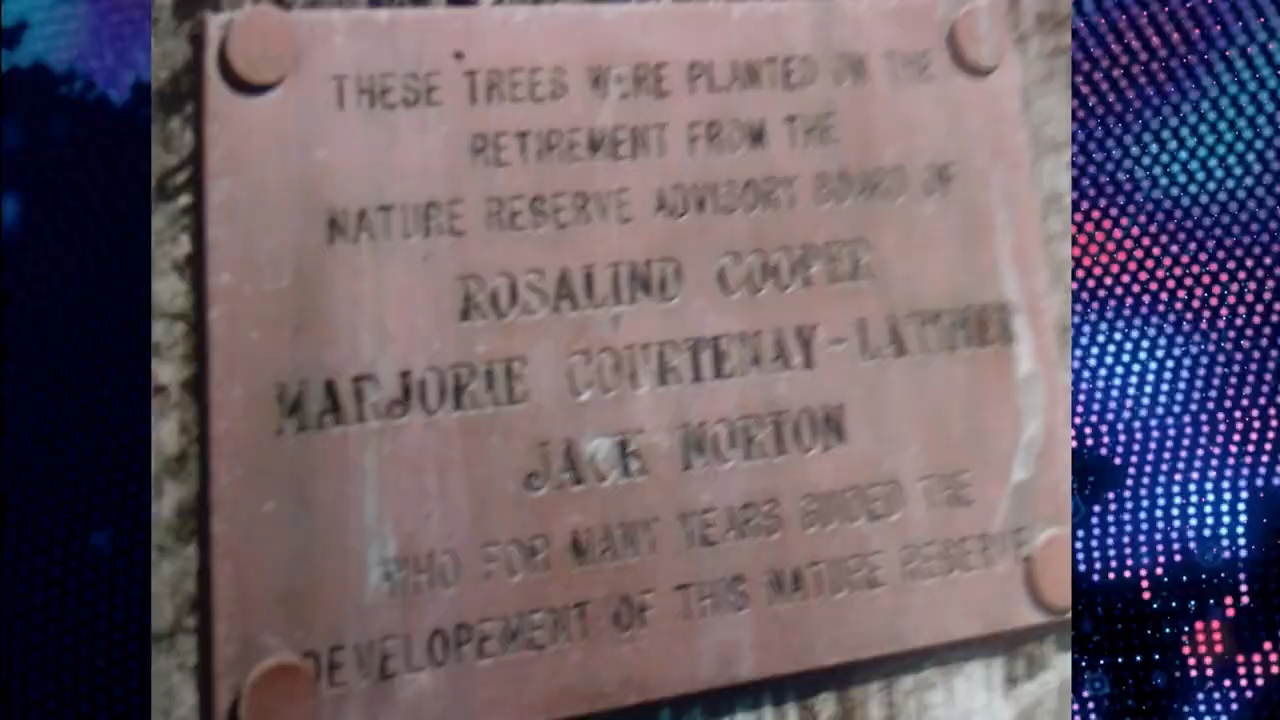 THESE TREES WERE PLANTED ON THE
RETIREMENT FROM THE
NATURE RESERVE ADVISORY BOARD OF
ROSALIND COOPER
MARJORIE COURTENAY-LATIMER
JACK MORTON
WHO FOR MANY YEARS GUIDED THE
DEVELOPEMENT OF THIS NATURE RESERVE